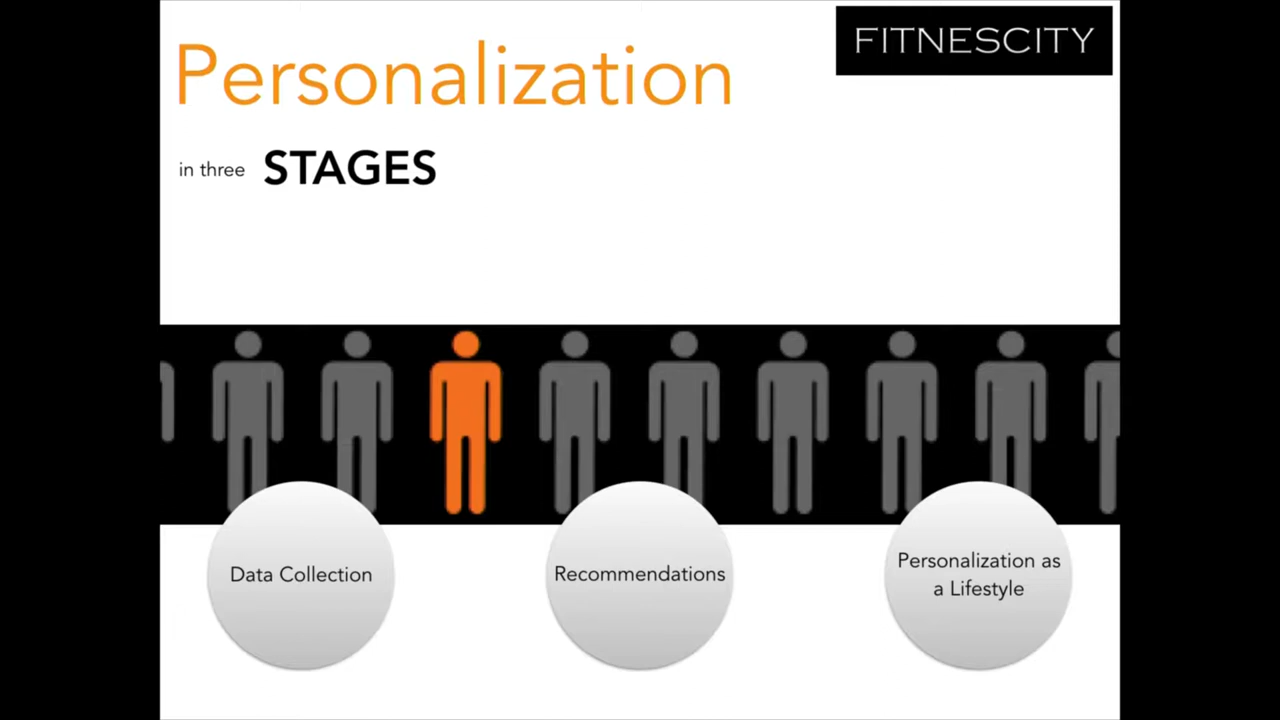 Personalization
FITNESCITY
in three STAGES
Data Collection
Recommendations
Personalization as
a Lifestyle